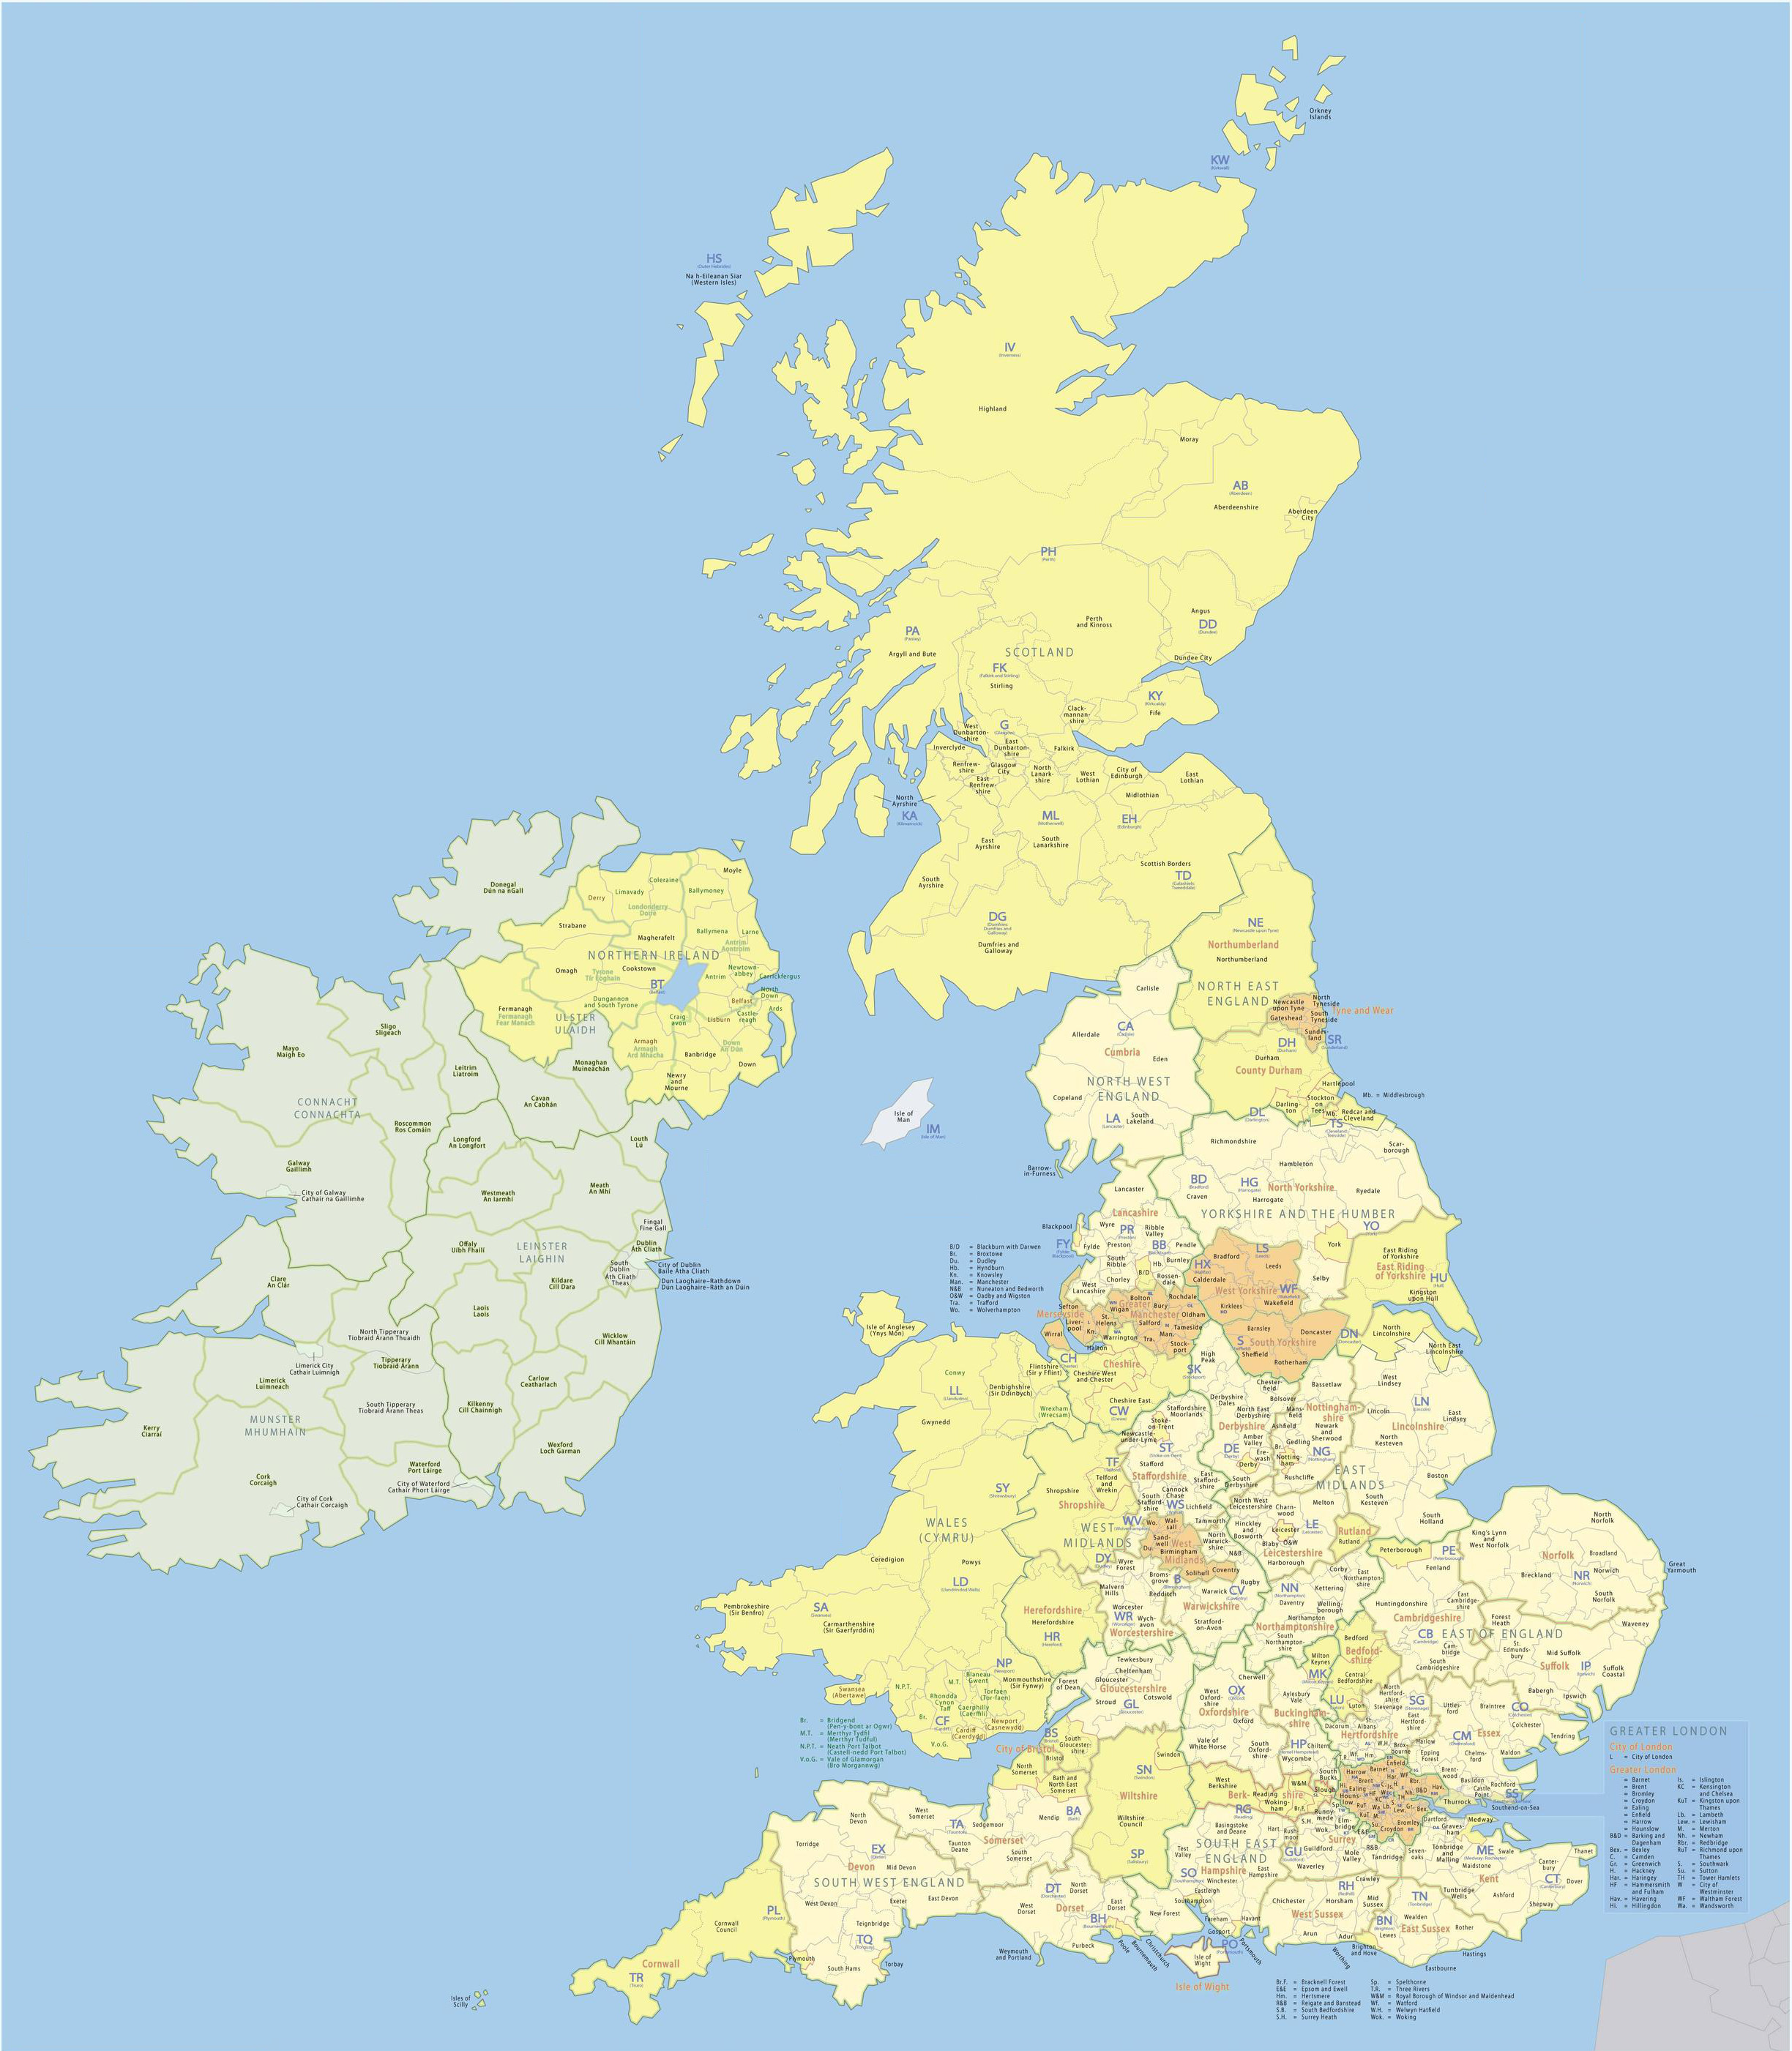 Orkney
Islands
KW
(Kirkwall)
HS
(Outer Hebrides)
Na h-Eileanan Siar
(Western Isles)
IV
(Inverness)
Highland
Moray
AB
(Aberdeen)
Aberdeenshire
Aberdeen
City
PH
(Perth)
Perth
and Kinross
Angus
DD
(Dundee)
Dundee City
PA
(Paisley)
Argyll and Bute
SCOTLAND
FK
(Falkirk and Stirling)
Stirling
KY
(Kirkcaldy)
Fife
Clack-
mannan-
shire
G
(Glasgow)
West
Dunbarton-
shire
East
Dunbarton-
shire
Falkirk
Inverclyde
Renfrew-
shire
Glasgow
City
East
Renfrew-
shire
North
Lanark-
shire
West
Lothian
City of
Edinburgh
East
Lothian
Midlothian
North
Ayrshire
KA
(Kilmarnock)
ML
(Motherwell)
EH
(Edinburgh)
East
Ayrshire
South
Lanarkshire
South
Ayrshire
Scottish Borders
TD
(Galashiels
Tweeddale)
DG
(Dumfries
Dumfries and
Galloway)
Dumfries and
Galloway
Donegal
Dún na nGall
Moyle
Coleraine
Limavady
Ballymoney
Derry
Londonderry
Doire
Strabane
Ballymena
Larne
Magherafelt
Antrim
Aontroim
NORTHERN IRELAND
Omagh
Tyrone
Tír Eoghain
Cookstown
Antrim
Newtown-
abbey
Carrickfergus
BT
(Belfast)
North
Down
Dungannon
and South Tyrone
Belfast
Ards
Castle-
reagh
Fermanagh
Fermanagh
Fear Manach
ULSTER
ULAIDH
Craig-
avon
Lisburn
Armagh
Armagh
Ard Mhacha
Banbridge
Down
An Dún
Down
Newry
and
Mourne
Monaghan
Muineachán
Sligo
Sligeach
Mayo
Maigh Eo
Leitrim
Liatroim
Cavan
An Cabhán
CONNACHT
CONNACHTA
Roscommon
Ros Comáin
Longford
An Longfort
Louth
Lú
Galway
Gaillimh
City of Galway
Cathair na Gaillimhe
Westmeath
An Iarmhí
Meath
An Mhí
Fingal
Fine Gall
Offaly
Uíbh Fhailí
LEINSTER
LAIGHIN
Dublin
Áth Cliath
South
Dublin
Áth Cliath
Theas
City of Dublin
Baile Átha Cliath
Dun Laoghaire-Rathdown
Dún Laoghaire-Ráth an Dúin
Clare
An Clár
Kildare
Cill Dara
Laois
Laois
Wicklow
Cill Mhantáin
North Tipperary
Tiobraid Árann Thuaidh
Limerick City
Cathair Luimnigh
Tipperary
Tiobraid Árann
Limerick
Luimneach
Carlow
Ceatharlach
South Tipperary
Tiobraid Árann Theas
Kilkenny
Cill Chainnigh
Kerry
Ciarraí
MUNSTER
MHUMHAIN
Wexford
Loch Garman
Waterford
Port Láirge
City of Waterford
Cathair Phort Láirge
Cork
Corcaigh
City of Cork
Cathair Corcaigh
Isle of
Man
IM
(Isle of Man)
NE
(Newcastle upon Tyne)
Northumberland
Northumberland
NORTH EAST
ENGLAND
Newcastle
upon Tyne
North
Tyneside
South
Tyneside
Tyne and Wear
Gateshead
Sunder-
land
SR
(Sunderland)
DH
(Durham)
Durham
County Durham
Hartlepool
Stockton
on
Tees
Darling-
ton
Mb.
Redcar and
Cleveland
Mb. = Middlesbrough
DL
(Darlington)
TS
Carlisle
CA
(Carlisle)
Allerdale
Cumbria
Eden
NORTH WEST
ENGLAND
Copeland
LA
(Lancaster)
South
Lakeland
Barrow-
in-Furness
Richmondshire
Scar-
borough
Hambleton
BD
(Bradford)
Craven
HG
(Harrogate)
North Yorkshire
Harrogate
Ryedale
YORKSHIRE AND THE HUMBER
YO
(York)
York
East Riding
of Yorkshire
East Riding
of Yorkshire
HU
(Hull)
Kingston
upon Hull
Selby
Lancaster
Lancashire
Blackpool
Wyre
PR
(Preston)
Ribble
Valley
FY
(Fylde
Blackpool)
Fylde
Preston
BB
(Blackburn)
Pendle
Burnley
South
Ribble
Hb.
B/D
Rossen-
dale
Chorley
West
Lancashire
B/D = Blackburn with Darwen
Br. = Broxtowe
Du. = Dudley
Hb. = Hyndburn
Kn. = Knowsley
Man. = Manchester
N&B = Nuneaton and Bedworth
O&W = Oadby and Wigston
Tra. = Trafford
Wo. = Wolverhampton
LS
(Leeds)
Bradford
Leeds
HX
(Halifax)
Calderdale
West Yorkshire
WF
(Wakefield)
Kirklees
Wakefield
Merseyside
Sefton
Liver-
pool
Wirral
St.
Helens
Kn.
Halton
Warrington
Wigan
Bolton
Bury
Rochdale
Greater
Manchester
Salford
Oldham
Tameside
Man.
Tra.
Stock-
port
Barnsley
Doncaster
DN
(Doncaster)
S
(Sheffield)
South Yorkshire
Sheffield
Rotherham
North
Lincolnshire
North East
Lincolnshire
CH
(Chester)
Cheshire West
and Chester
Cheshire
Cheshire East
CW
(Crewe)
SK
(Stockport)
High
Peak
Chester-
field
Bolsover
Bassetlaw
West
Lindsey
Derbyshire
Dales
North East
Derbyshire
Mans-
field
Nottingham-
shire
Lincoln
LN
(Lincoln)
East
Lindsey
Lincolnshire
Derbyshire
Ashfield
Newark
and
Sherwood
Amber
Valley
Gedling
North
Kesteven
DE
(Derby)
Ere-
wash
Br.
Notting-
ham
NG
(Nottingham)
Derby
Rushcliffe
EAST
MIDLANDS
Boston
South
Derbyshire
South
Kesteven
South
Holland
Isle of Anglesey
(Ynys Môn)
Flintshire
(Sir y Fflint)
Conwy
Denbighshire
(Sir Ddinbych)
LL
(Llandudno)
Wrexham
(Wrecsam)
Gwynedd
SY
(Shrewsbury)
WALES
(CYMRU)
Ceredigion
Powys
LD
(Llandrindod Wells)
Pembrokeshire
(Sir Benfro)
SA
(Swansea)
Carmarthenshire
(Sir Gaerfyrddin)
NP
(Newport)
Monmouthshire
(Sir Fynwy)
Blaenau
Gwent
M.T.
N.P.T.
Rhondda
Cynon
Taff
Torfaen
(Tor-faen)
Caerphilly
(Caerffili)
Swansea
(Abertawe)
Br.
CF
(Cardiff)
Newport
(Casnewydd)
Cardiff
(Caerdydd)
V.o.G.
Br. = Bridgend
(Pen-y-bont ar Ogwr)
M.T. = Merthyr Tydfil
(Merthyr Tudful)
N.P.T. = Neath Port Talbot
(Castell-nedd Port Talbot)
V.o.G. = Vale of Glamorgan
(Bro Morgannwg)
Stoke-
on-Trent
Staffordshire
Moorlands
Newcastle-
under-Lyme
ST
(Stoke-on-Trent)
Stafford
Staffordshire
East
Stafford-
shire
TF
(Telford)
Telford
and
Wrekin
Shropshire
Shropshire
Cannock
Chase
South
Stafford-
shire
WS
(Walsall)
Lichfield
WV
(Wolverhampton)
Tamworth
WEST
MIDLANDS
Wo.
Wal-
sall
Sand-
well
Du.
West
Midlands
Birmingham
Solihull
Coventry
North
Warwick-
shire
N&B
DY
(Dudley)
Wyre
Forest
Broms-
grove
B
(Birmingham)
Redditch
Rugby
CV
(Coventry)
Warwick
Warwickshire
Stratford-
on-Avon
Malvern
Hills
Worcester
WR
(Worcester)
Wych-
avon
Worcestershire
Herefordshire
Herefordshire
HR
(Hereford)
North West
Leicestershire
Charn-
wood
Melton
Hinckley
and
Bosworth
Leicester
LE
(Leicester)
Blaby
O&W
Leicestershire
Harborough
Rutland
Rutland
Peterborough
PE
(Peterborough)
Fenland
King's Lynn
and
West Norfolk
North
Norfolk
Norfolk
Broadland
Great
Yarmouth
Breckland
NR
(Norwich)
Norwich
South
Norfolk
Waveney
Corby
East
Northampton-
shire
Kettering
NN
(Northampton)
Daventry
Welling-
borough
Northampton
Northamptonshire
South
Northampton-
shire
Huntingdonshire
East
Cambridge-
shire
Cambridgeshire
CB
(Cambridge)
Cam-
bridge
South
Cambridgeshire
EAST OF ENGLAND
Forest
Heath
St.
Edmunds-
bury
Mid Suffolk
Suffolk
IP
(Ipswich)
Suffolk
Coastal
Babergh
Ipswich
Bedford
Bedford-
shire
Milton
Keynes
MK
(Milton Keynes)
Central
Bedfordshire
LU
(Luton)
Luton
Tewkesbury
Cheltenham
Gloucester
Forest
of Dean
Gloucestershire
Stroud
GL
(Gloucester)
Cotswold
Cherwell
West
Oxford-
shire
OX
(Oxford)
Oxfordshire
Oxford
Vale of
White Horse
South
Oxford-
shire
Aylesbury
Vale
Buckingham-
shire
HP
(Hemel Hempstead)
Chiltern
Wycombe
South
Bucks
North
Hertford-
shire
Stevenage
SG
(Stevenage)
Dacorum
St.
Albans
Hertfordshire
East
Hertford-
shire
W.H.
Brox-
bourne
Hm.
Uttles-
ford
Braintree
CO
(Colchester)
Colchester
Tendring
CM
(Chelmsford)
Essex
Harlow
Epping
Forest
Chelms-
ford
Maldon
Brent-
wood
Basildon
Rochford
Castle
Point
Thurrock
SS
Southend-on-Sea
BS
(Bristol)
City of Bristol
Bristol
South
Gloucester-
shire
North
Somerset
Bath and
North East
Somerset
BA
(Bath)
Mendip
Swindon
SN
(Swindon)
Wiltshire
Wiltshire
Council
SP
(Salisbury)
West
Berkshire
Berk-
shire
Reading
Woking-
ham
W&M
Slough
Br.F.
RG
(Reading)
Basingstoke
and Deane
Hart
Rush-
moor
SOUTH EAST
ENGLAND
Test
Valley
Hampshire
East
Hampshire
SO
(Southampton)
Winchester
Eastleigh
Southampton
New Forest
Fareham
Havant
Gosport
Portsmouth
PO
(Portsmouth)
Isle of
Wight
Isle of Wight
Runny-
mede
Spl.
Elm-
bridge
S.H.
Wok.
E&E
Surrey
GU
(Guildford)
Guildford
Waverley
Mole
Valley
R&B
Tandridge
RH
(Redhill)
Crawley
Chichester
Horsham
Mid
Sussex
West Sussex
Arun
Adur
Worthing
BN
(Brighton)
Brighton
and Hove
Lewes
Wealden
East Sussex
Rother
Hastings
Eastbourne
TN
(Tonbridge)
Seven-
oaks
Tonbridge
and
Malling
Tunbridge
Wells
Dartford
Graves-
ham
Medway
ME
Swale
Maidstone
Kent
Ashford
Canter-
bury
Thanet
CT
(Canterbury)
Dover
Shepway
Harrow
Barnet
Enfield
Ealing
Brent
Hav.
B&D
Rbr.
Bex.
Bromley
Croydon
Houns-
low
West
Somerset
North
Devon
TA
(Taunton)
Sedgemoor
Taunton
Deane
Somerset
South
Somerset
Torridge
EX
(Exeter)
Devon
Mid Devon
SOUTH WEST ENGLAND
West Devon
Exeter
East Devon
Teignbridge
TQ
(Torquay)
Torbay
PL
(Plymouth)
Plymouth
South Hams
Cornwall
Council
Cornwall
TR
(Truro)
Isles of
Scilly
DT
(Dorchester)
North
Dorset
West
Dorset
Dorset
East
Dorset
BH
(Bournemouth)
Purbeck
Weymouth
and Portland
Poole
Bournemouth
Christchurch
Br.F. = Bracknell Forest
E&E = Epsom and Ewell
Hm. = Hertsmere
R&B = Reigate and Banstead
S.B. = South Bedfordshire
S.H. = Surrey Heath
Sp. = Spelthorne
T.R. = Three Rivers
W&M = Royal Borough of Windsor and Maidenhead
Wf. = Watford
W.H. = Welwyn Hatfield
Wok. = Woking
GREATER LONDON
City of London
L = City of London
Greater London
= Barnet
= Brent
= Bromley
= Croydon
= Ealing
= Enfield
= Harrow
= Hounslow
B&D = Barking and
Dagenham
Bex. = Bexley
C. = Camden
Gr. = Greenwich
H. = Hackney
Har. = Haringey
HF = Hammersmith
and Fulham
Hav. = Havering
Hi. = Hillingdon
Is. = Islington
KC = Kensington
and Chelsea
KuT = Kingston upon
Thames
Lb. = Lambeth
Lew. = Lewisham
M. = Merton
Nh. = Newham
Rbr. = Redbridge
RuT = Richmond upon
Thames
S. = Southwark
Su. = Sutton
TH = Tower Hamlets
W = City of
Westminster
WF = Waltham Forest
Wa. = Wandsworth